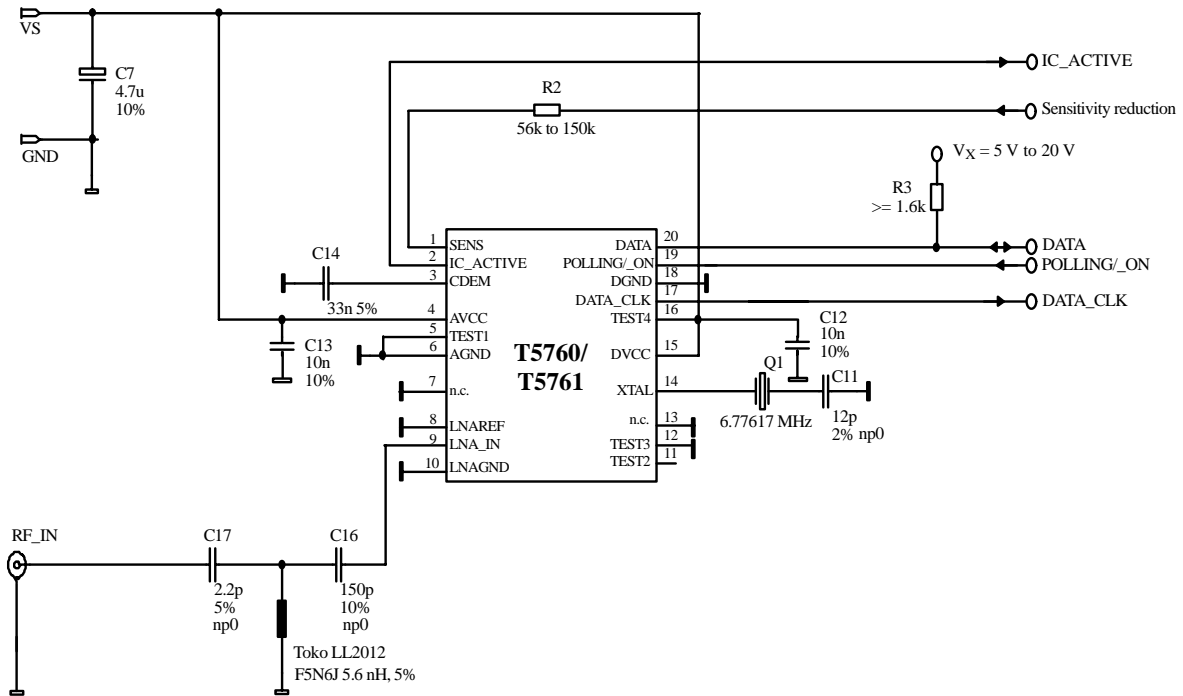 VS
C7
4.7u
10%
GND
IC_ACTIVE
R2
56k to 150k
Sensitivity reduction
VX = 5 V to 20 V
R3
>= 1.6k
C14
33n 5%
1 SENS
2 IC_ACTIVE
3 CDEM
4 AVCC
5 TEST1
6 AGND
7 n.c.
8 LNAREF
9 LNA_IN
10 LNAGND
T5760/
T5761
DATA 20
POLLING/_ON 19
DGND 18
DATA_CLK 17
TEST4 16
DVCC 15
XTAL 14
n.c. 13
TEST3 12
TEST2 11
DATA
POLLING/_ON
DATA_CLK
C13
10n
10%
C12
10n
10%
Q1
6.77617 MHz
C11
12p
2% np0
RF_IN
C17
2.2p
5%
np0
C16
150p
10%
np0
Toko LL2012
F5N6J 5.6 nH, 5%